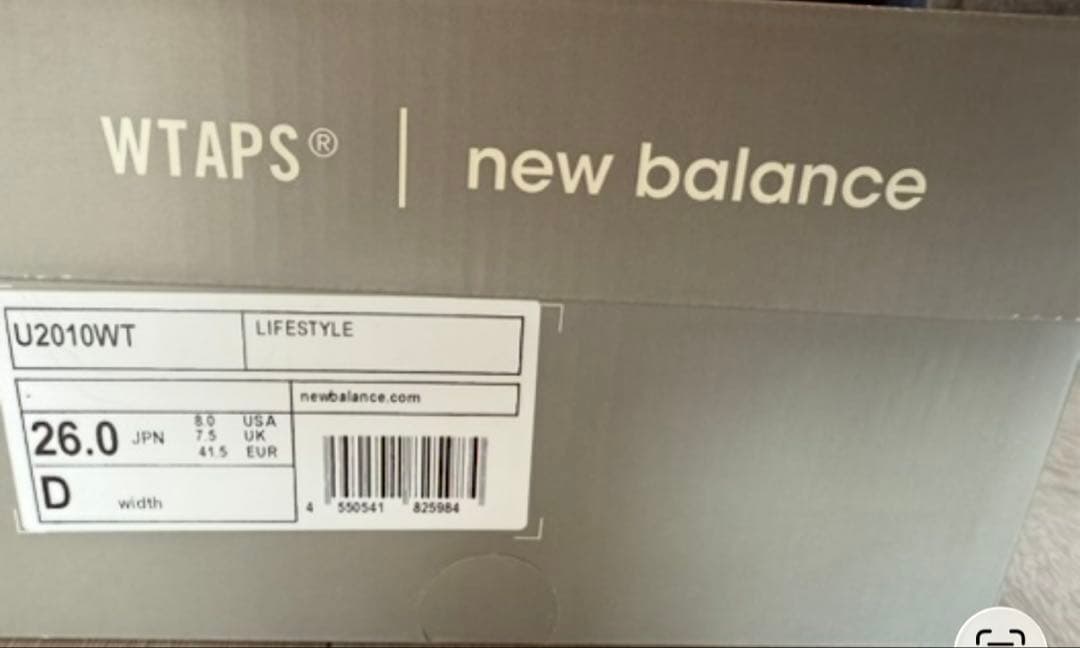 WTAPS® | new balance
U2010WT LIFESTYLE
newbalance.com
26.0 JPN
8.0 USA
7.5 UK
41.5 EUR
D width
4 550541 825984